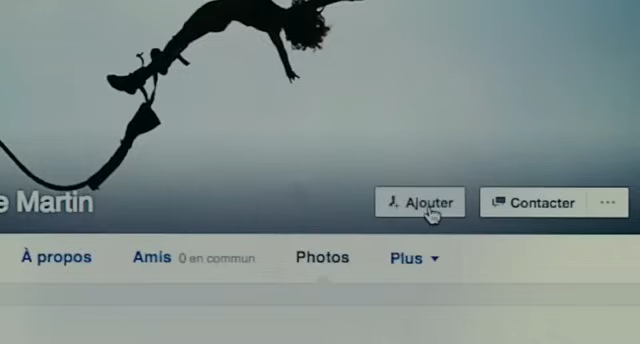 e Martin
Ajouter
Contacter ...
À propos
Amis 0 en commun
Photos
Plus